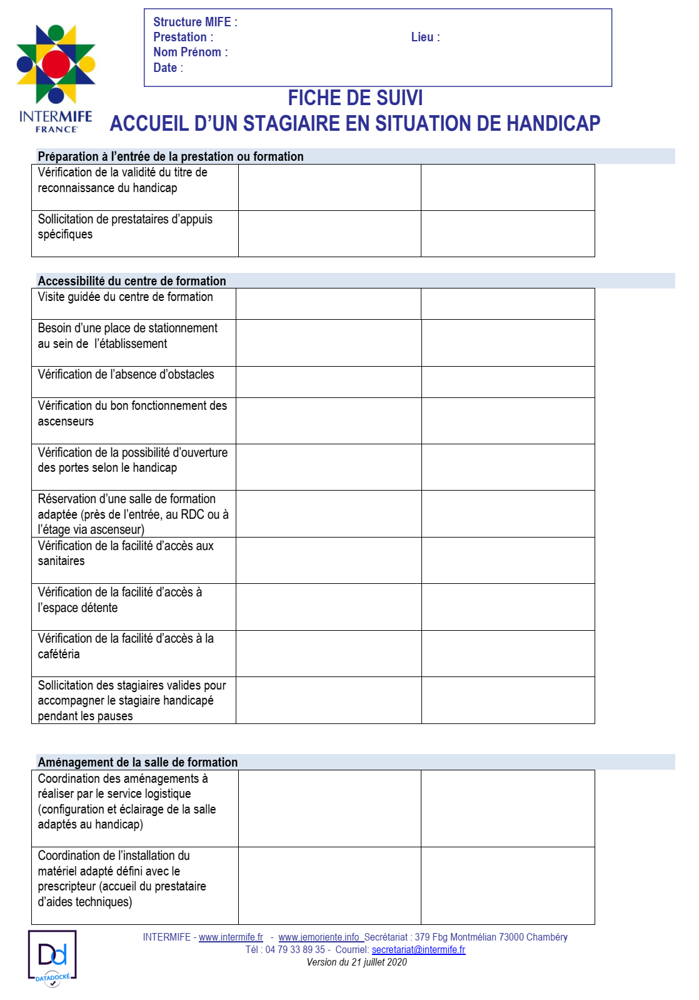 Structure MIFE :
Prestation : Lieu :
Nom Prénom :
Date :
INTERMIFE
FRANCE
FICHE DE SUIVI
ACCUEIL D’UN STAGIAIRE EN SITUATION DE HANDICAP
Préparation à l’entrée de la prestation ou formation
Vérification de la validité du titre de
reconnaissance du handicap
Sollicitation de prestataires d’appuis
spécifiques
Accessibilité du centre de formation
Visite guidée du centre de formation
Besoin d’une place de stationnement
au sein de  l’établissement
Vérification de l’absence d’obstacles
Vérification du bon fonctionnement des
ascenseurs
Vérification de la possibilité d’ouverture
des portes selon le handicap
Réservation d’une salle de formation
adaptée (près de l’entrée, au RDC ou à
l’étage via ascenseur)
Vérification de la facilité d’accès aux
sanitaires
Vérification de la facilité d’accès à
l’espace détente
Vérification de la facilité d’accès à la
cafétéria
Sollicitation des stagiaires valides pour
accompagner le stagiaire handicapé
pendant les pauses
Aménagement de la salle de formation
Coordination des aménagements à
réaliser par le service logistique
(configuration et éclairage de la salle
adaptés au handicap)
Coordination de l’installation du
matériel adapté défini avec le
prescripteur (accueil du prestataire
d’aides techniques)
INTERMIFE - www.intermife.fr  -  www.jemoriente.info  Secrétariat : 379 Fbg Montmélian 73000 Chambéry
Tél : 04 79 33 89 35 -  Courriel: secretariat@intermife.fr
Version du 21 juillet 2020
Dd
DATADOCKÉ